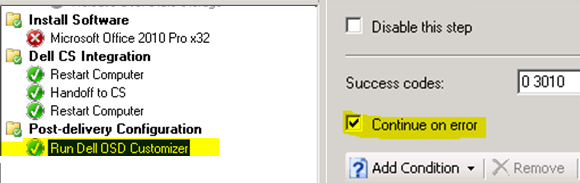 Install Software
Microsoft Office 2010 Pro x32
Dell CS Integration
Restart Computer
Handoff to CS
Restart Computer
Post-delivery Configuration
Run Dell OSD Customizer
Disable this step
Success codes: 0 3010
Continue on error
Add Condition
Remove